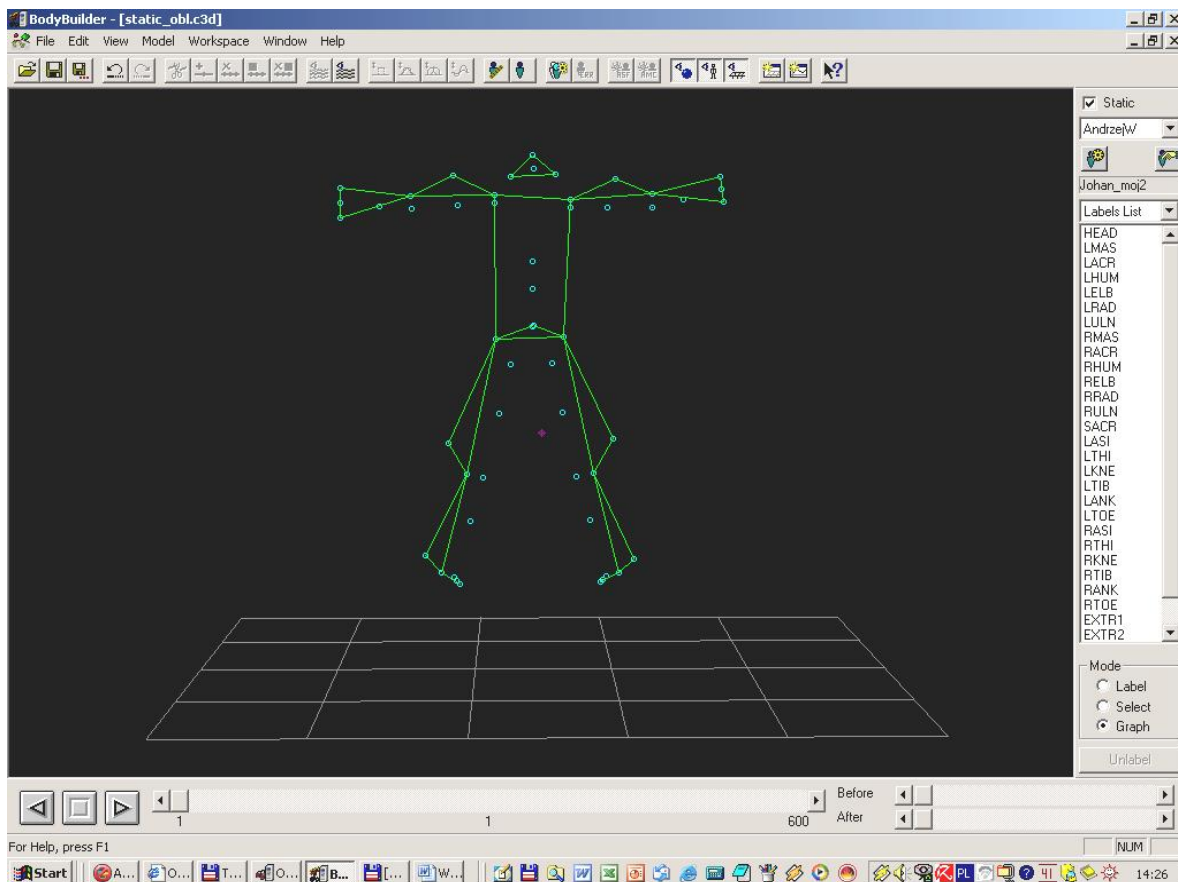 BodyBuilder - [static_obl.c3d]
File Edit View Model Workspace Window Help
Static
AndrzejW
Johan_moj2
Labels List
HEAD
LMAS
LACR
LHUM
LELB
LRAD
LULN
RMAS
RACR
RHUM
RELB
RRAD
RULN
SACR
LASI
LTHI
LKNE
LTIB
LANK
LTOE
RASI
RTHI
RKNE
RTIB
RANK
RTOE
EXTR1
EXTR2
Mode
Label
Select
Graph
Unlabel
Before
After
1 1 600
For Help, press F1
NUM
Start A... O... T... O... B... [... W... PL 41 14:26